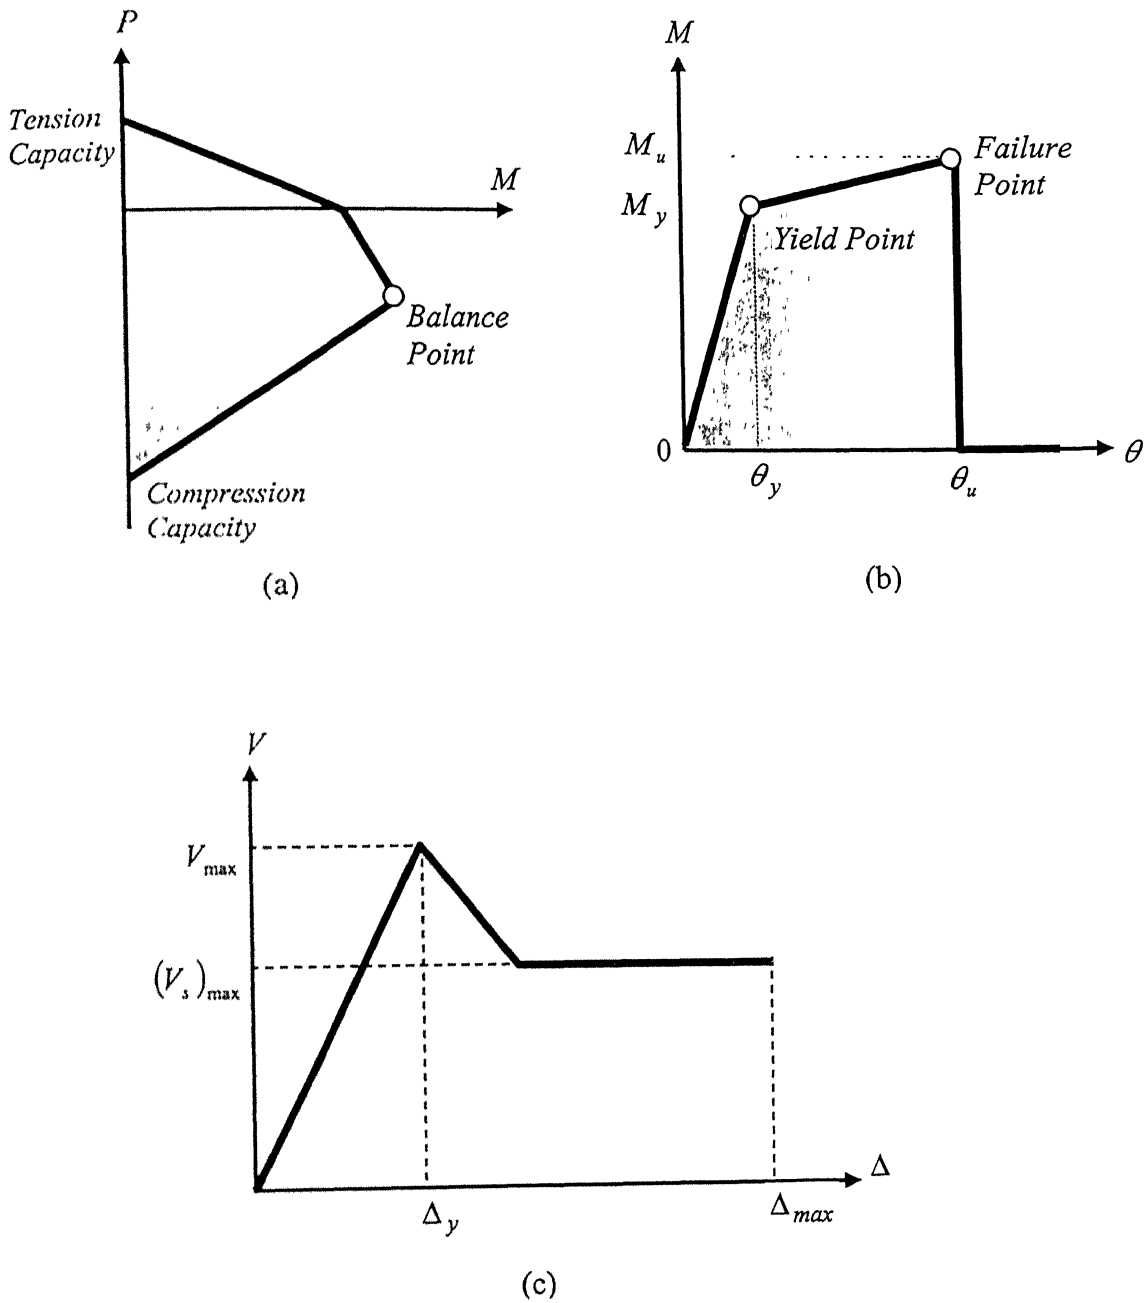 P
Tension
Capacity
M
Balance
Point
Compression
Capacity
(a)
M
M_u
Failure
Point
M_y
Yield Point
0
θ_y
θ_u
θ
(b)
V
V_max
(V_s)_max
Δ
Δ_y
Δ_max
(c)